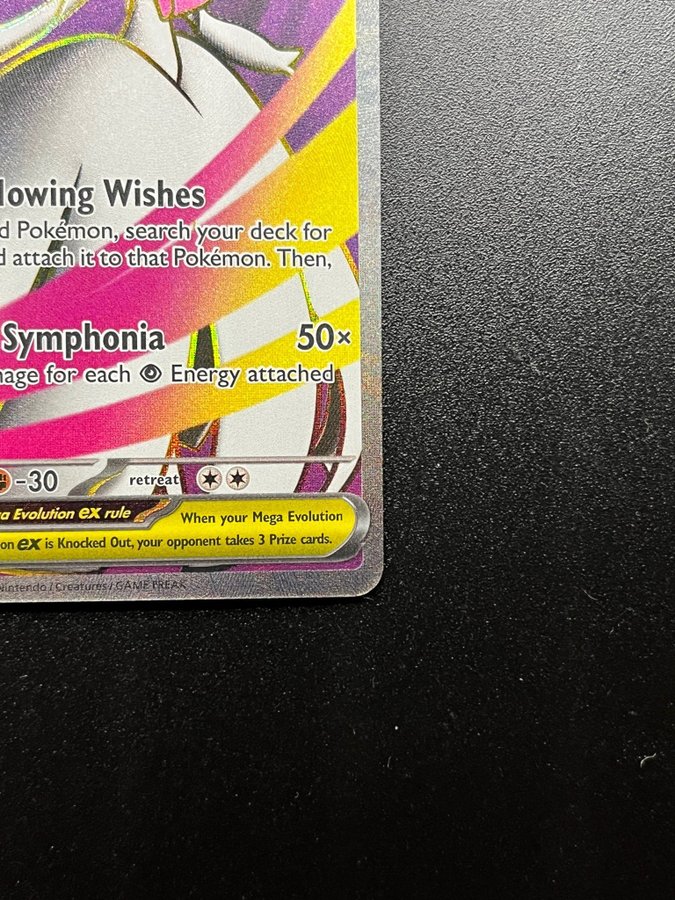 lowing Wishes
d Pokémon, search your deck for
d attach it to that Pokémon. Then,
Symphonia 50×
mage for each Energy attached
-30 retreat
a Evolution ex rule When your Mega Evolution
on ex is Knocked Out, your opponent takes 3 Prize cards.
Nintendo / Creatures / GAME FREAK